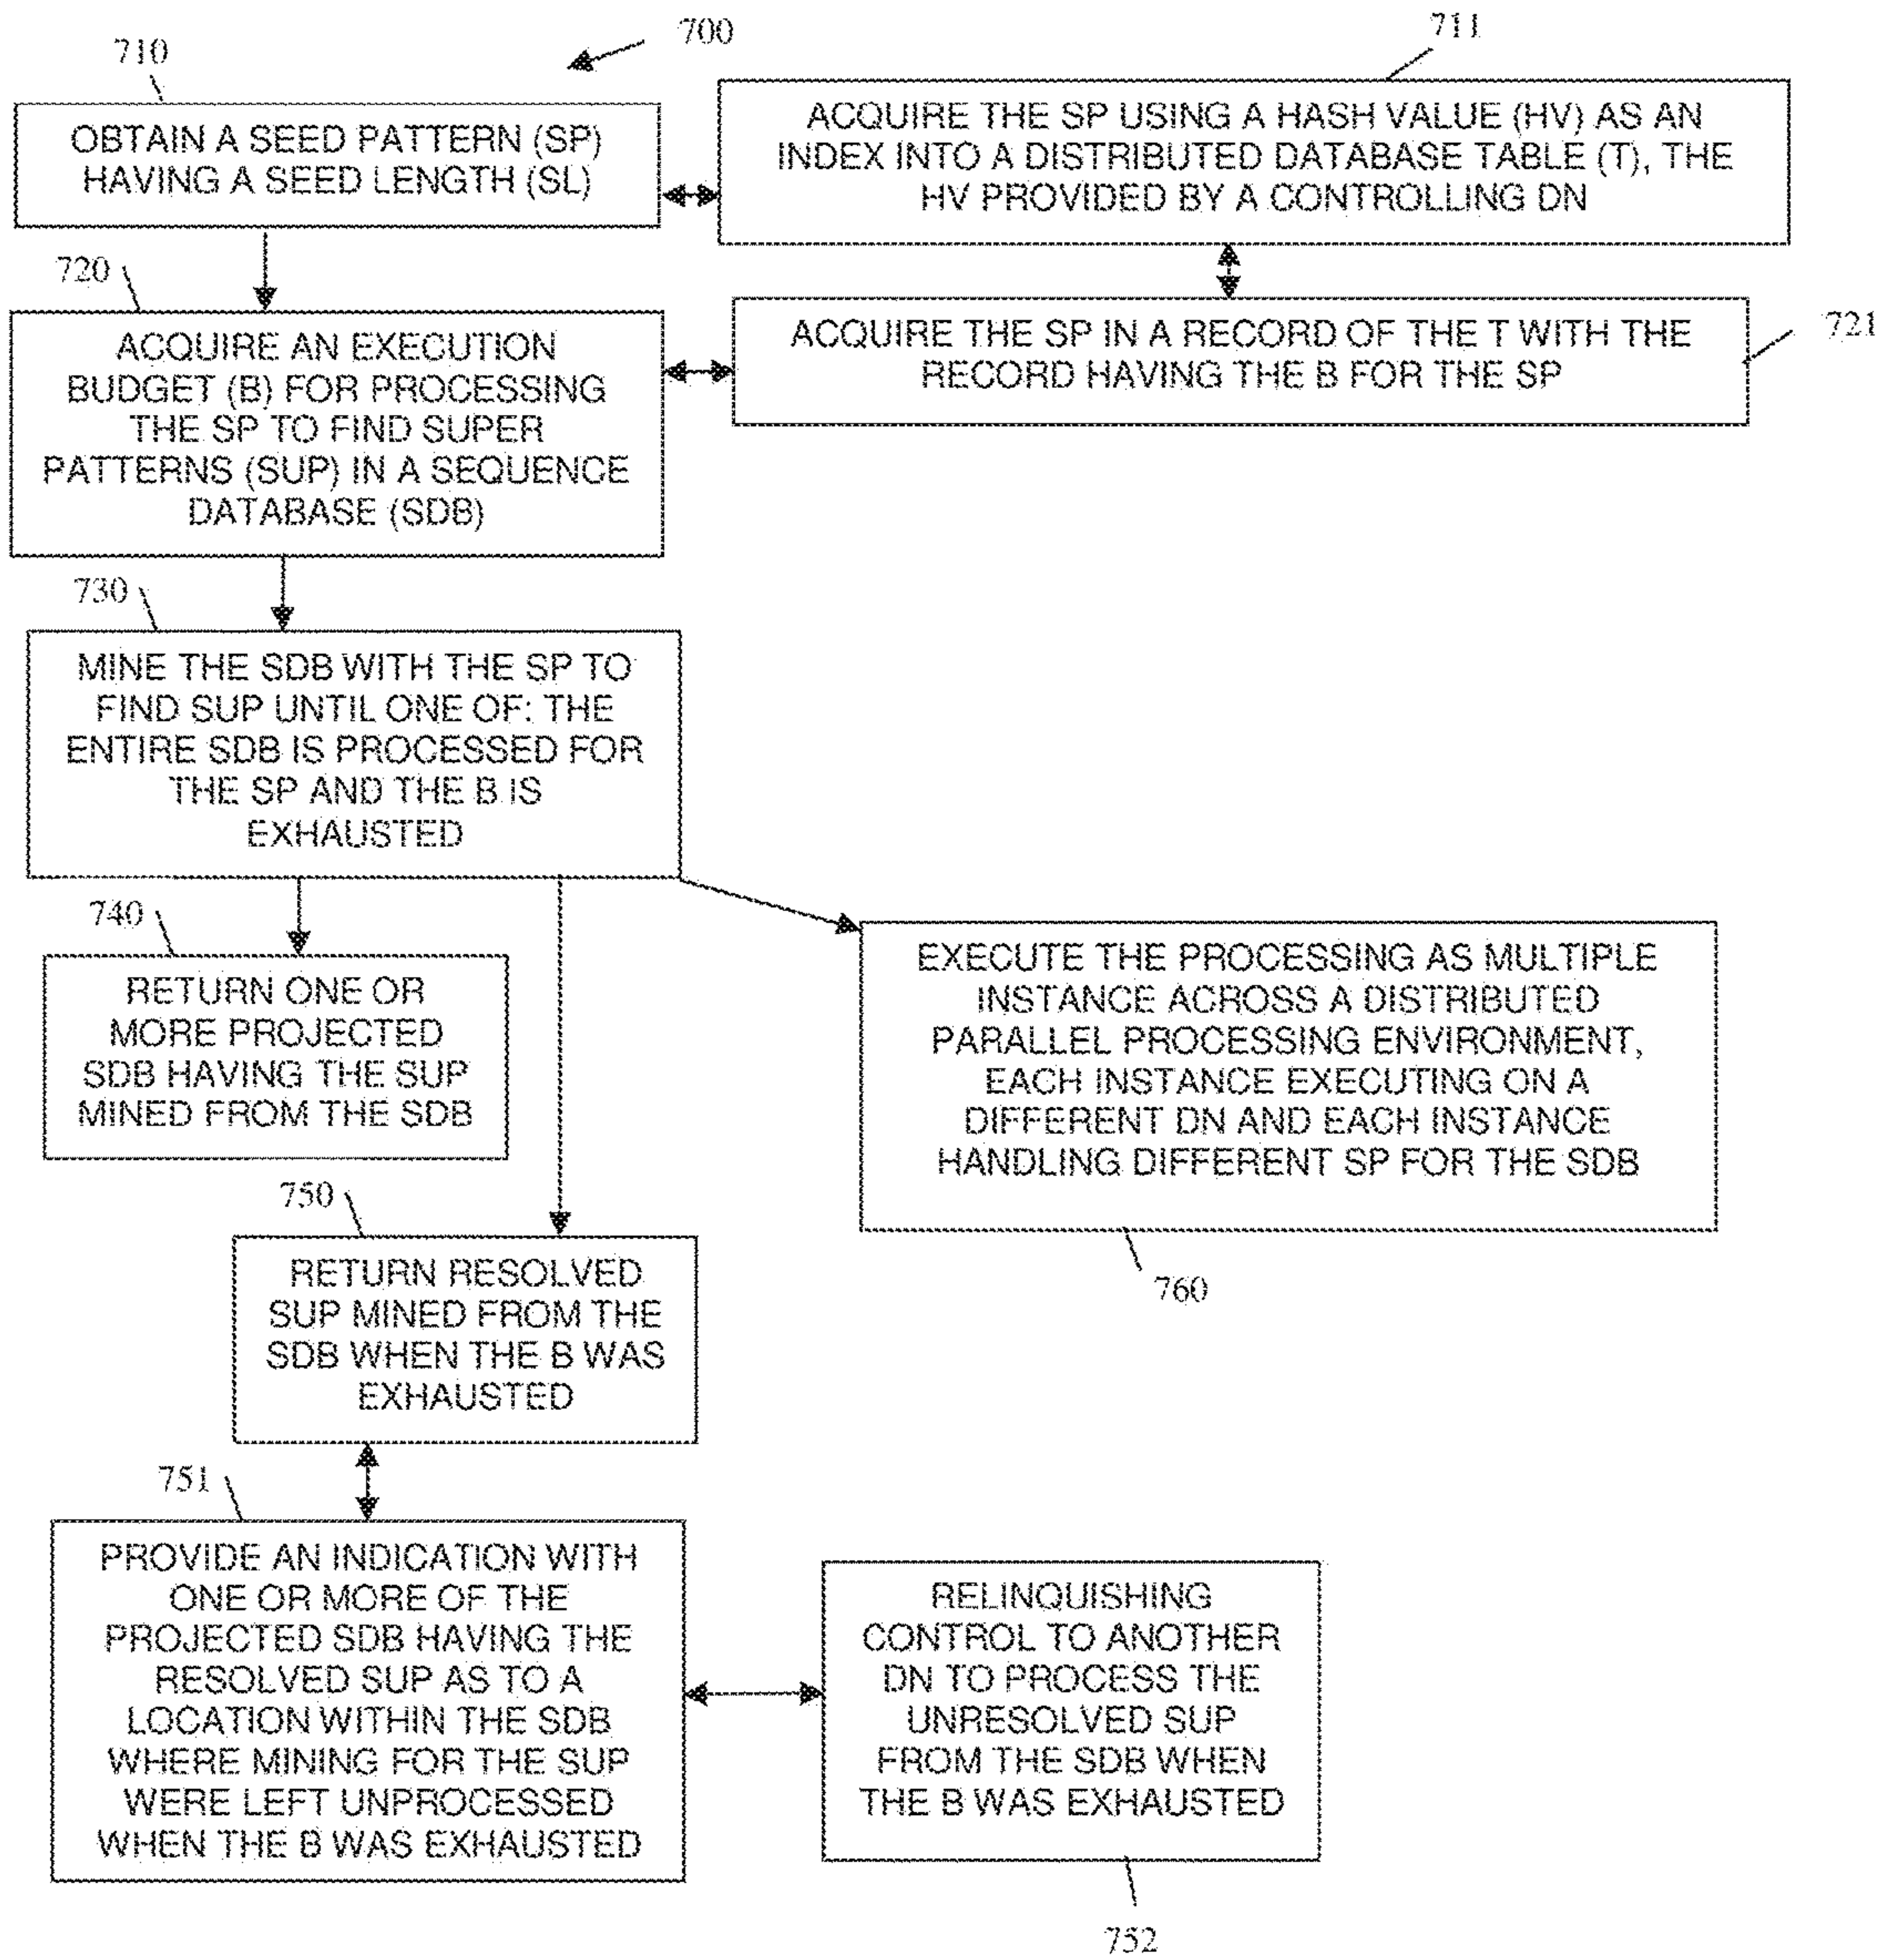 700
710
OBTAIN A SEED PATTERN (SP)
HAVING A SEED LENGTH (SL)
711
ACQUIRE THE SP USING A HASH VALUE (HV) AS AN
INDEX INTO A DISTRIBUTED DATABASE TABLE (T), THE
HV PROVIDED BY A CONTROLLING DN
720
ACQUIRE AN EXECUTION
BUDGET (B) FOR PROCESSING
THE SP TO FIND SUPER
PATTERNS (SUP) IN A SEQUENCE
DATABASE (SDB)
721
ACQUIRE THE SP IN A RECORD OF THE T WITH THE
RECORD HAVING THE B FOR THE SP
730
MINE THE SDB WITH THE SP TO
FIND SUP UNTIL ONE OF: THE
ENTIRE SDB IS PROCESSED FOR
THE SP AND THE B IS
EXHAUSTED
740
RETURN ONE OR
MORE PROJECTED
SDB HAVING THE SUP
MINED FROM THE SDB
EXECUTE THE PROCESSING AS MULTIPLE
INSTANCE ACROSS A DISTRIBUTED
PARALLEL PROCESSING ENVIRONMENT,
EACH INSTANCE EXECUTING ON A
DIFFERENT DN AND EACH INSTANCE
HANDLING DIFFERENT SP FOR THE SDB
760
750
RETURN RESOLVED
SUP MINED FROM THE
SDB WHEN THE B WAS
EXHAUSTED
751
PROVIDE AN INDICATION WITH
ONE OR MORE OF THE
PROJECTED SDB HAVING THE
RESOLVED SUP AS TO A
LOCATION WITHIN THE SDB
WHERE MINING FOR THE SUP
WERE LEFT UNPROCESSED
WHEN THE B WAS EXHAUSTED
RELINQUISHING
CONTROL TO ANOTHER
DN TO PROCESS THE
UNRESOLVED SUP
FROM THE SDB WHEN
THE B WAS EXHAUSTED
752